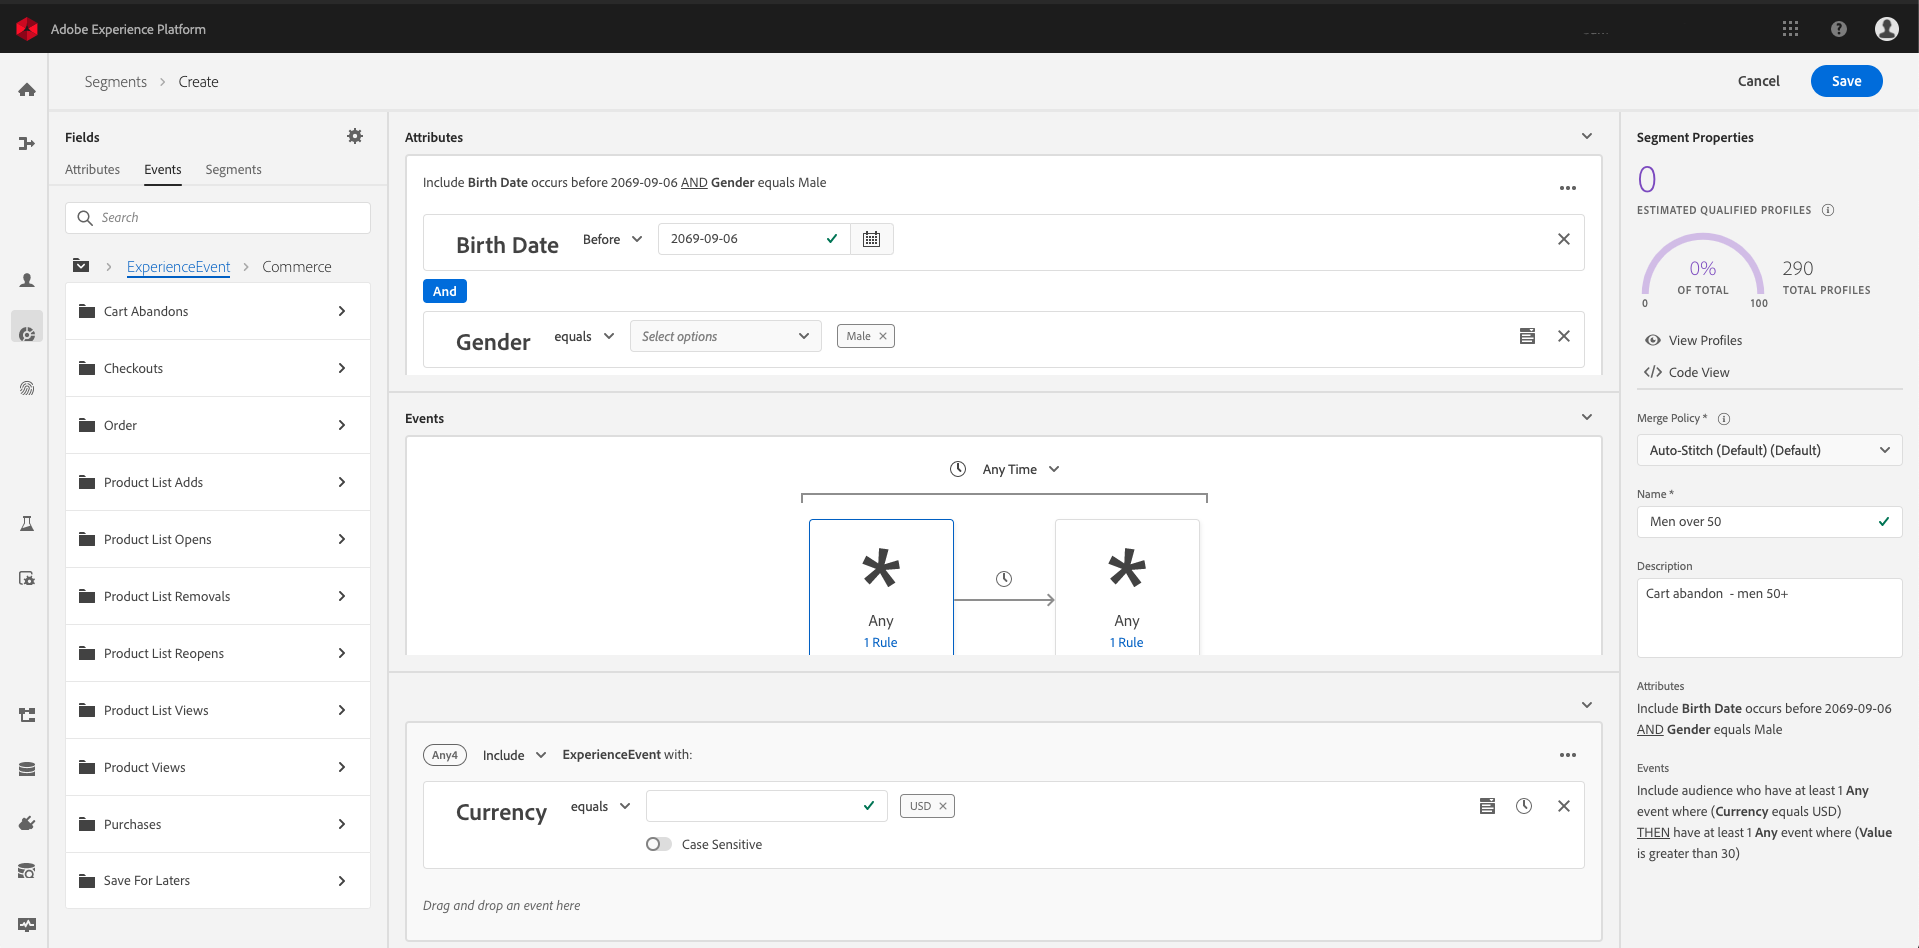 Adobe Experience Platform
Segments > Create
Cancel
Save
Fields
Attributes Events Segments
Search
ExperienceEvent > Commerce
Cart Abandons
Checkouts
Order
Product List Adds
Product List Opens
Product List Removals
Product List Reopens
Product List Views
Product Views
Purchases
Save For Laters
Attributes
Include Birth Date occurs before 2069-09-06 AND Gender equals Male
Birth Date Before 2069-09-06
And
Gender equals Select options Male
Events
Any Time
Any
1 Rule
Any
1 Rule
Any4 Include ExperienceEvent with:
Currency equals USD
Case Sensitive
Drag and drop an event here
Segment Properties
0
ESTIMATED QUALIFIED PROFILES
0%
OF TOTAL
0 100
290
TOTAL PROFILES
View Profiles
</> Code View
Merge Policy *
Auto-Stitch (Default) (Default)
Name *
Men over 50
Description
Cart abandon - men 50+
Attributes
Include Birth Date occurs before 2069-09-06
AND Gender equals Male
Events
Include audience who have at least 1 Any
event where (Currency equals USD)
THEN have at least 1 Any event where (Value
is greater than 30)